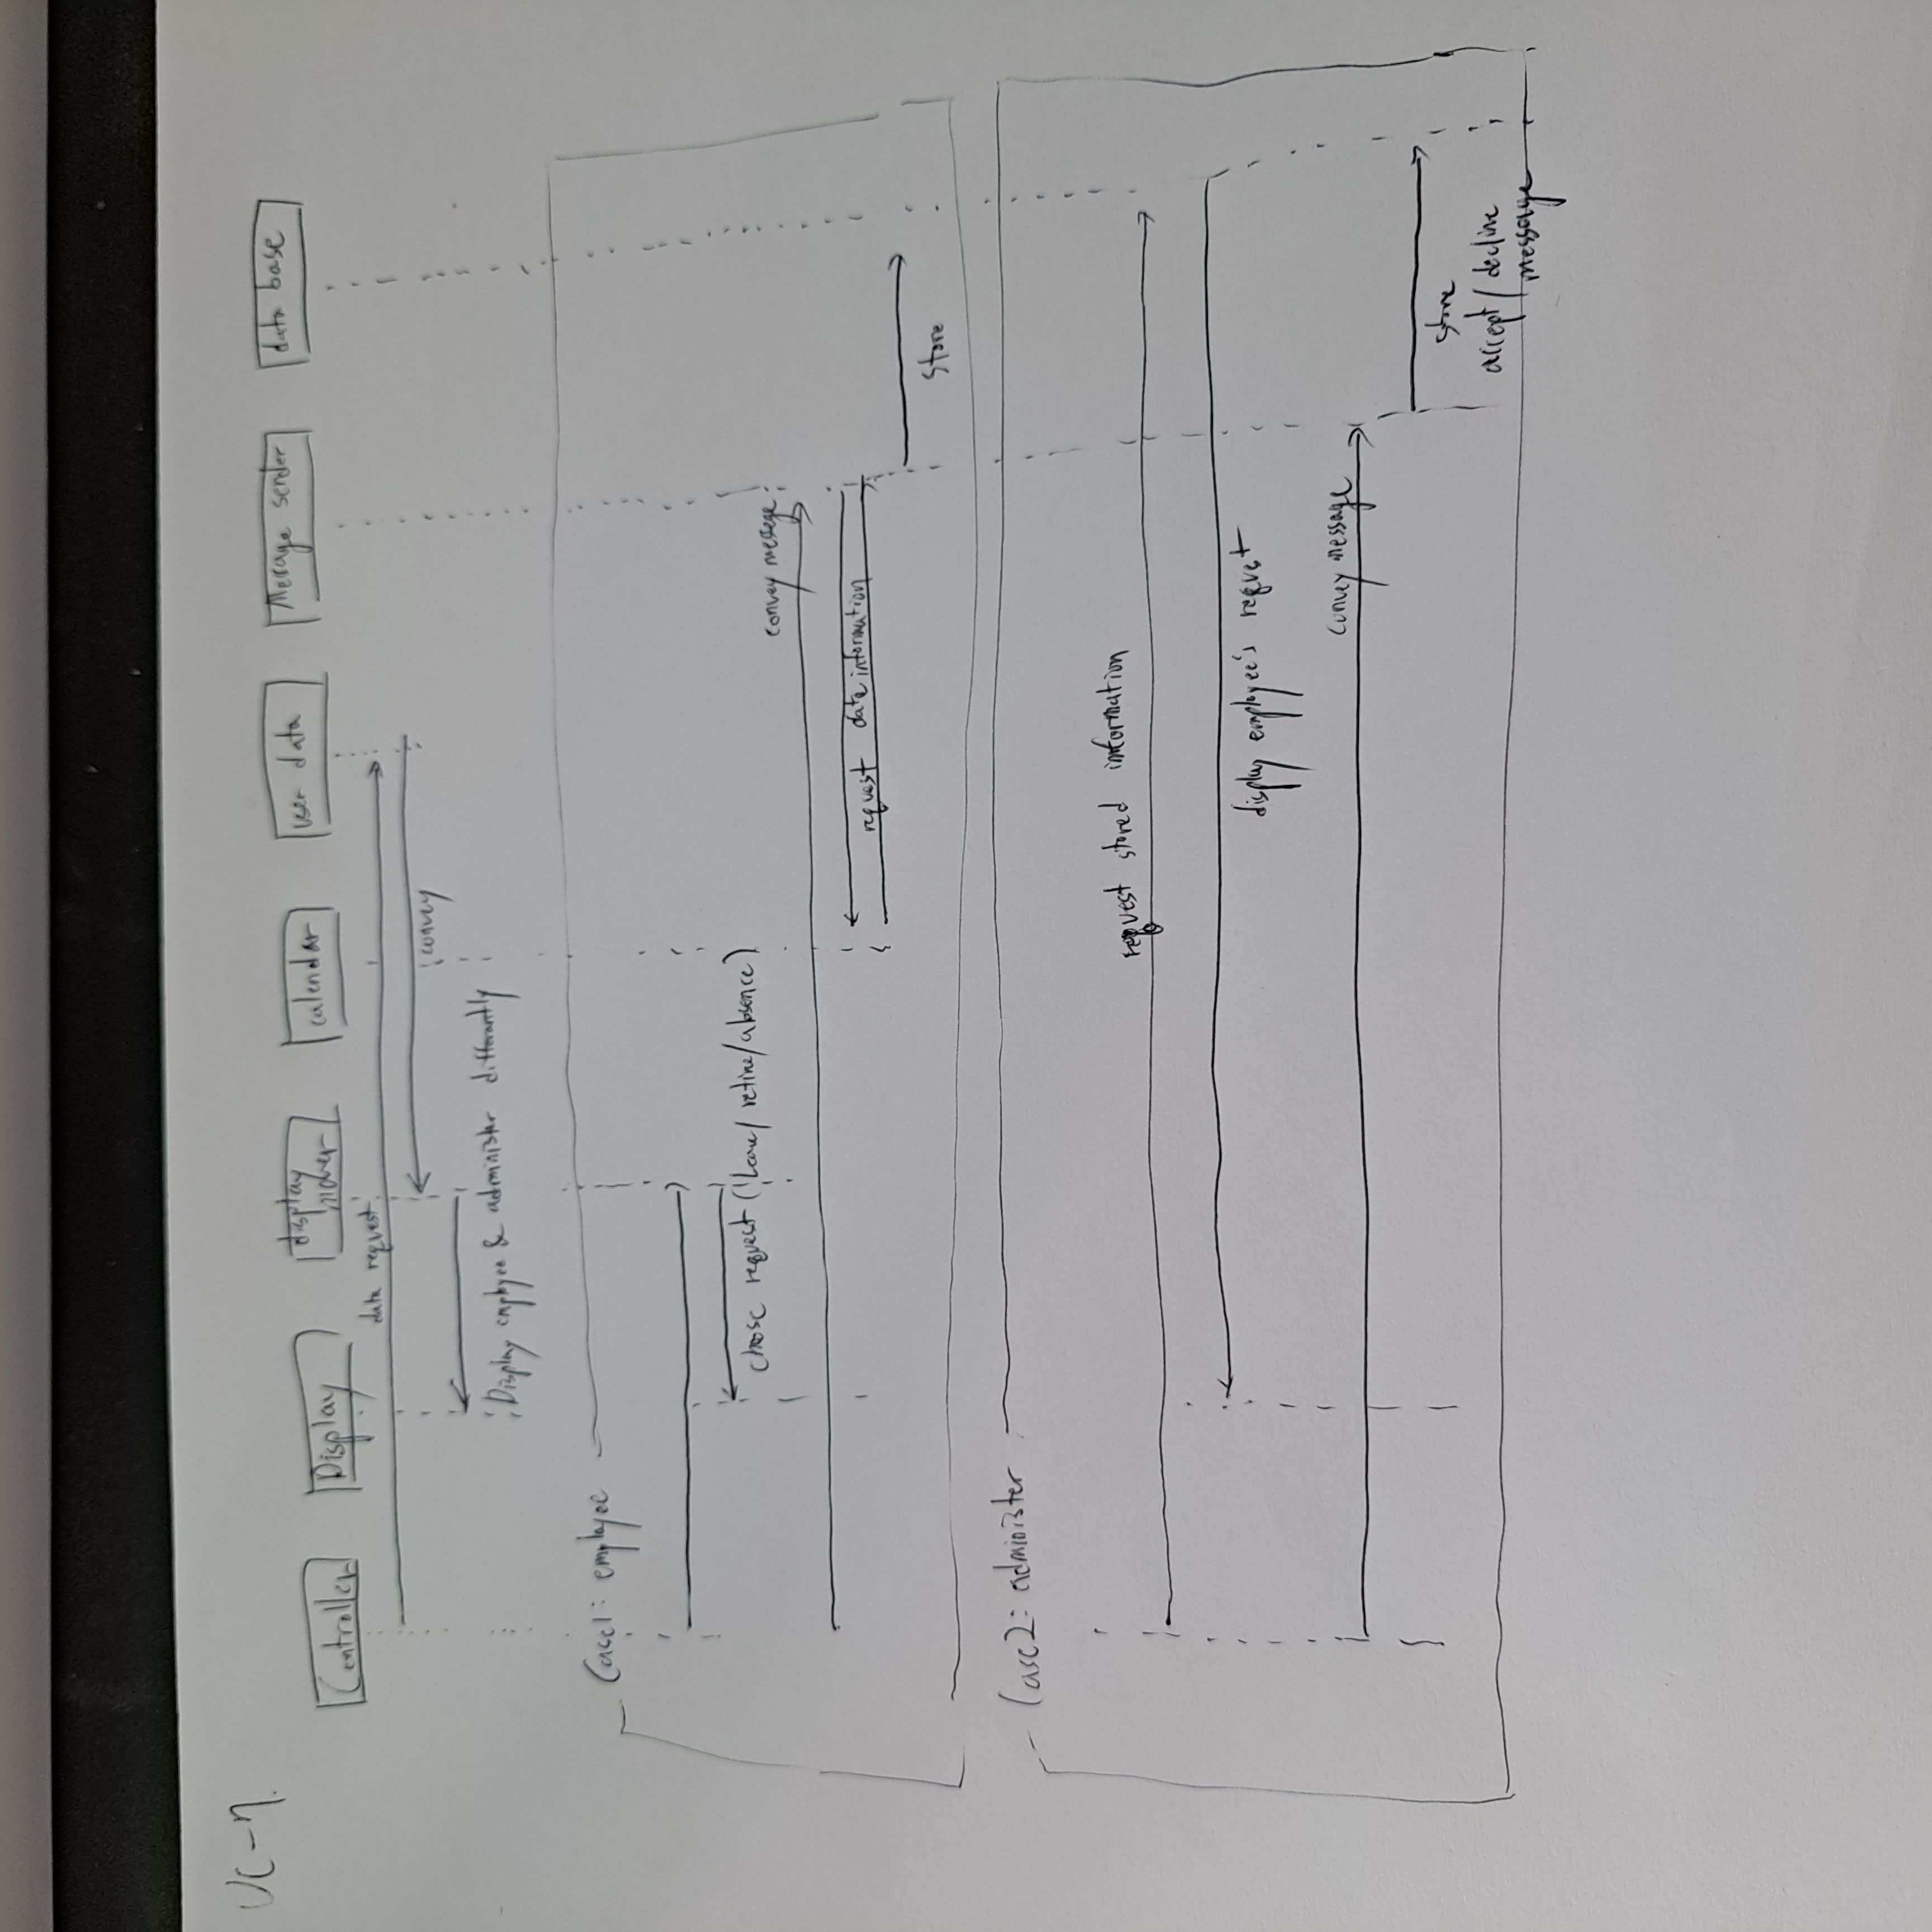 UC-7.
Controller
Display
display
calendar
user data
Message sender
data base
data request
convey
Display employee & administer differently
Case1: employee
chose request (Leave/ retire/absence)
convey messege
request date information
store
Case2: administer
request stored information
display employee's request
Convey message
store
accept / decline
message